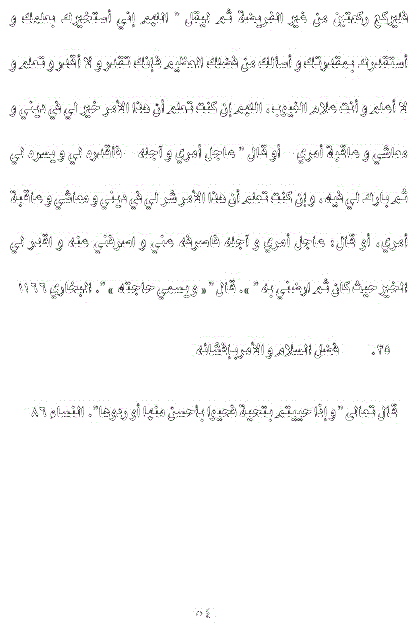 فليركع ركعتين من غير الفريضة ثم ليقل " اللهم إني أستخيرك بعلمك و
أستقدرك بقدرتك و أسألك من فضلك العظيم فإنك تقدر و لا أقدر و تعلم و
لا أعلم و أنت علام الغيوب. اللهم إن كنت تعلم أن هذا الأمر خير لي في ديني و
معاشي و عاقبة أمري– أو قال " عاجل أمري و آجله –فأقدره لي و يسره لي
ثم بارك لي فيه. و إن كنت تعلم أن هذا الأمر شر لي في ديني و معاشي و عاقبة
أمري. أو قال: عاجل أمري و آجله فاصرفه عني و اصرفني عنه و اقدر لي
الخير حيث كان ثم ارضني به " ». قال " « و يسمي حاجته » ". البخاري ١١٦٦
٢٥. فضل السلام و الأمر بإفشائه
قال تعالى "و إذا حييتم بتحية فحيوا بأحسن منها أو ردوها". النساء ٨٦
٥٤